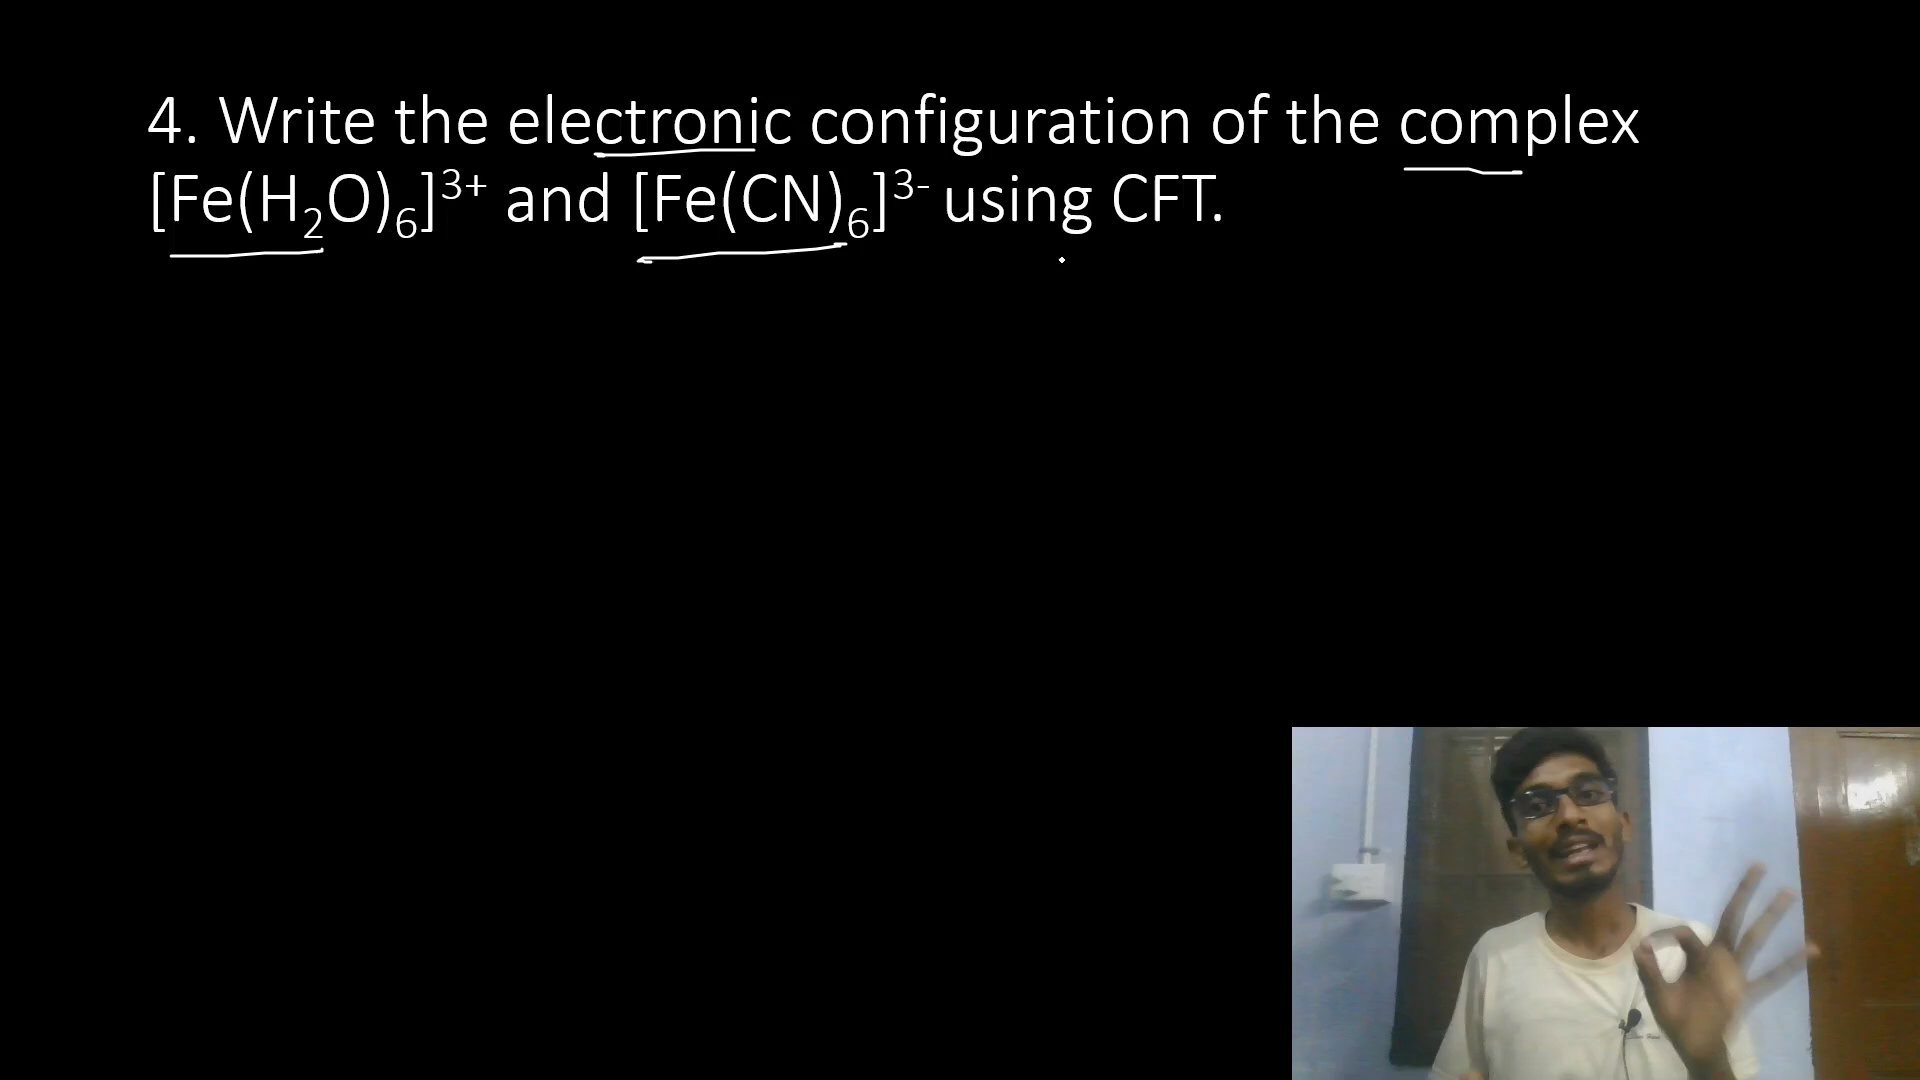 4. Write the electronic configuration of the complex
[Fe(H₂O)₆]³⁺ and [Fe(CN)₆]³⁻ using CFT.